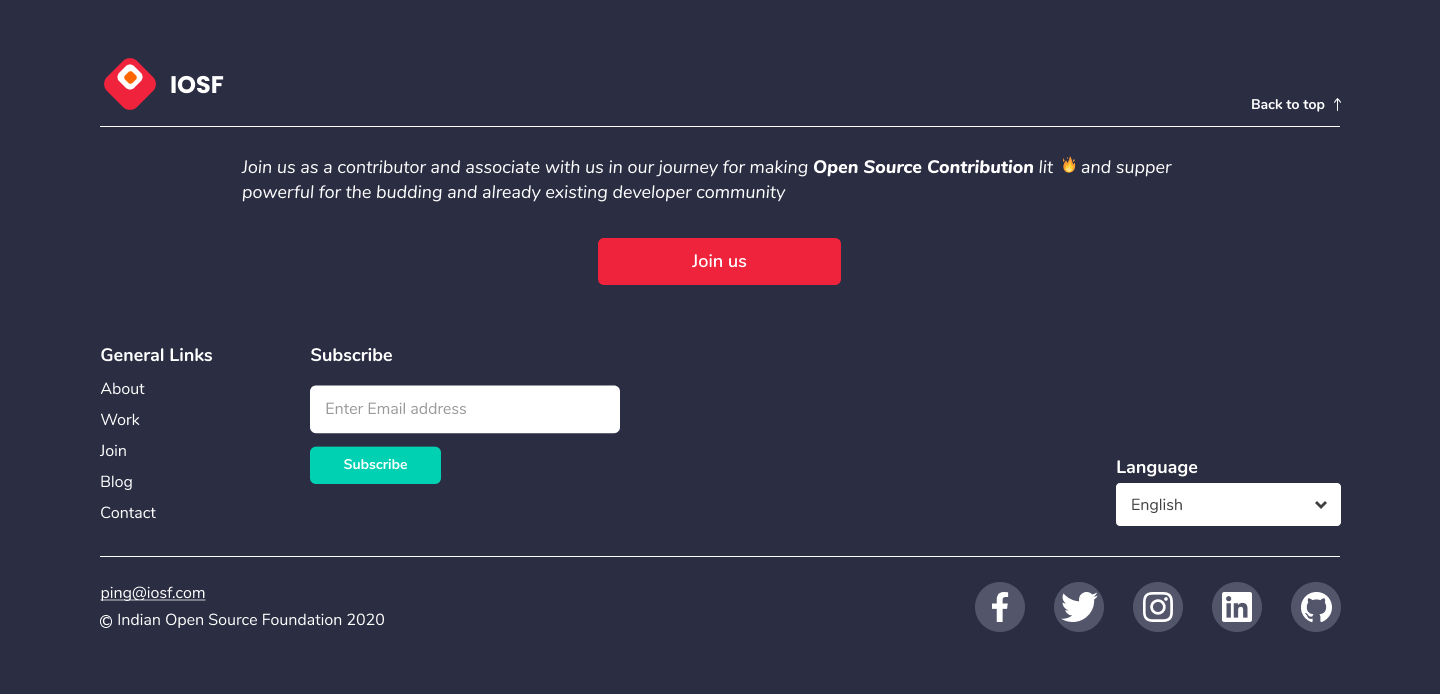 IOSF
Back to top ↑
Join us as a contributor and associate with us in our journey for making Open Source Contribution lit 🔥 and supper
powerful for the budding and already existing developer community
Join us
General Links
About
Work
Join
Blog
Contact
Subscribe
Enter Email address
Subscribe
Language
English
ping@iosf.com
© Indian Open Source Foundation 2020